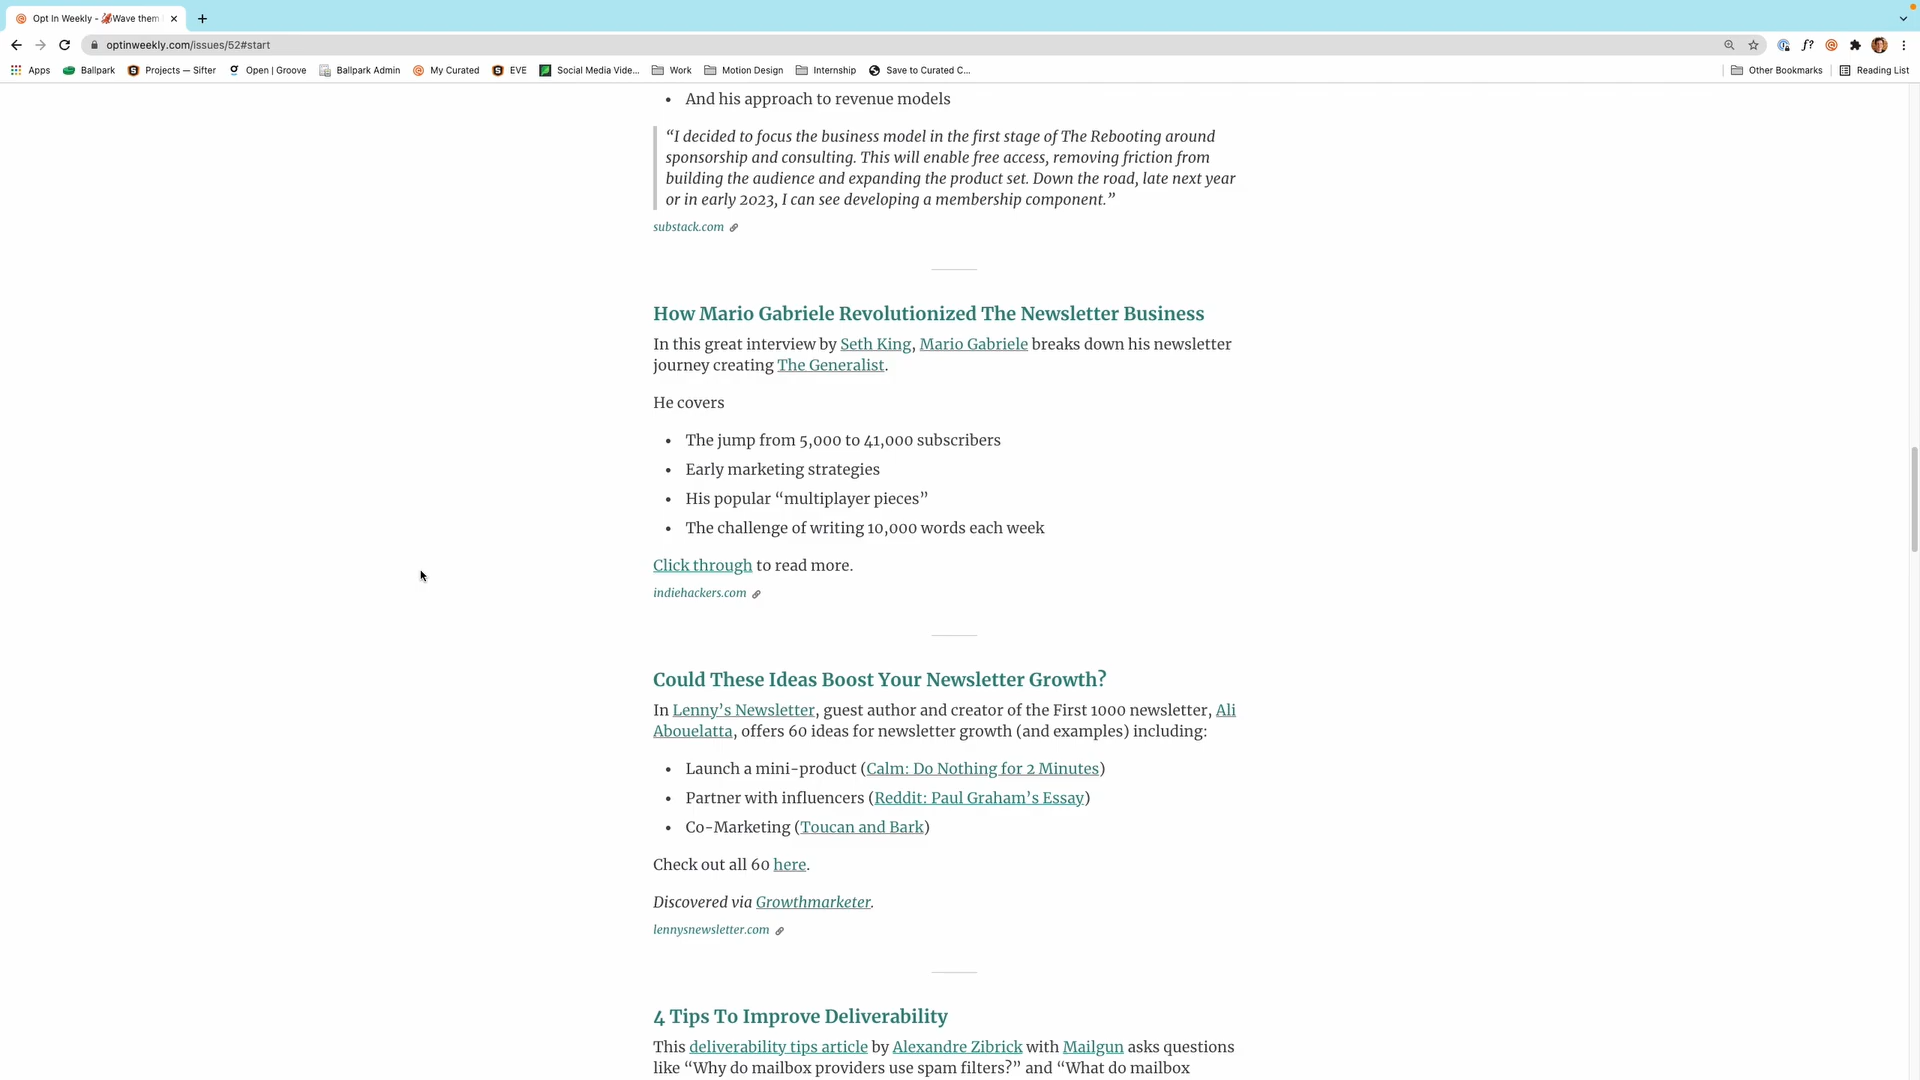 Opt In Weekly - Wave them
optinweekly.com/issues/52#start
Apps Ballpark Projects — Sifter Open | Groove Ballpark Admin My Curated EVE Social Media Vide... Work Motion Design Internship Save to Curated C... Other Bookmarks Reading List
• And his approach to revenue models
“I decided to focus the business model in the first stage of The Rebooting around
sponsorship and consulting. This will enable free access, removing friction from
building the audience and expanding the product set. Down the road, late next year
or in early 2023, I can see developing a membership component.”
substack.com
How Mario Gabriele Revolutionized The Newsletter Business
In this great interview by Seth King, Mario Gabriele breaks down his newsletter
journey creating The Generalist.
He covers
• The jump from 5,000 to 41,000 subscribers
• Early marketing strategies
• His popular “multiplayer pieces”
• The challenge of writing 10,000 words each week
Click through to read more.
indiehackers.com
Could These Ideas Boost Your Newsletter Growth?
In Lenny’s Newsletter, guest author and creator of the First 1000 newsletter, Ali
Abouelatta, offers 60 ideas for newsletter growth (and examples) including:
• Launch a mini-product (Calm: Do Nothing for 2 Minutes)
• Partner with influencers (Reddit: Paul Graham’s Essay)
• Co-Marketing (Toucan and Bark)
Check out all 60 here.
Discovered via Growthmarketer.
lennysnewsletter.com
4 Tips To Improve Deliverability
This deliverability tips article by Alexandre Zibrick with Mailgun asks questions
like “Why do mailbox providers use spam filters?” and “What do mailbox